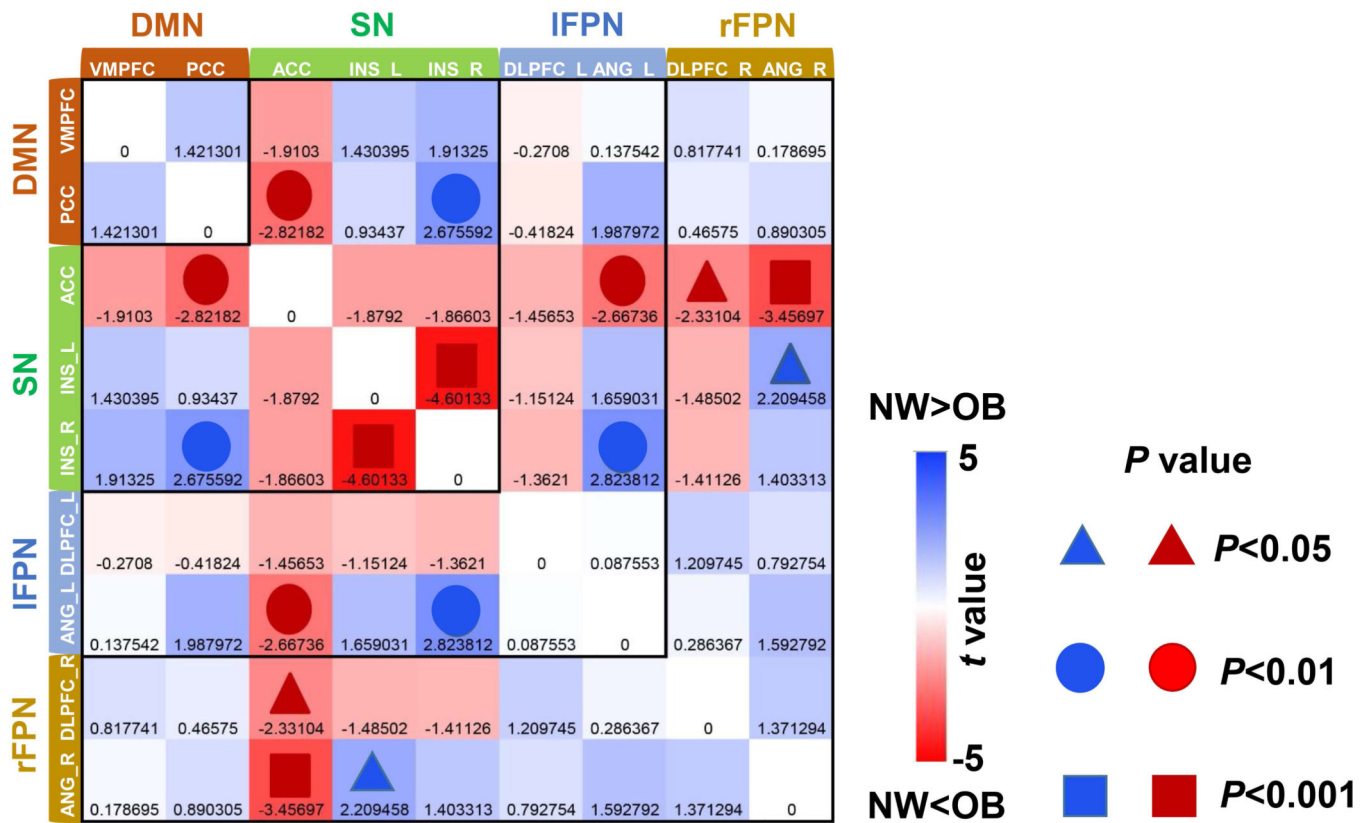 DMN SN lFPN rFPN
VMPFC PCC ACC INS_L INS_R DLPFC_L ANG_L DLPFC_R ANG_R
DMN
VMPFC
0 1.421301 -1.9103 1.430395 1.91325 -0.2708 0.137542 0.817741 0.178695
PCC
1.421301 0 -2.82182 0.93437 2.675592 -0.41824 1.987972 0.46575 0.890305
SN
ACC
-1.9103 -2.82182 0 -1.8792 -1.86603 -1.45653 -2.66736 -2.33104 -3.45697
INS_L
1.430395 0.93437 -1.8792 0 -4.60133 -1.15124 1.659031 -1.48502 2.209458
INS_R
1.91325 2.675592 -1.86603 -4.60133 0 -1.3621 2.823812 -1.41126 1.403313
lFPN
DLPFC_L
-0.2708 -0.41824 -1.45653 -1.15124 -1.3621 0 0.087553 1.209745 0.792754
ANG_L
0.137542 1.987972 -2.66736 1.659031 2.823812 0.087553 0 0.286367 1.592792
rFPN
DLPFC_R
0.817741 0.46575 -2.33104 -1.48502 -1.41126 1.209745 0.286367 0 1.371294
ANG_R
0.178695 0.890305 -3.45697 2.209458 1.403313 0.792754 1.592792 1.371294 0
NW>OB
5
t value
-5
NW<OB
P value
P<0.05
P<0.01
P<0.001